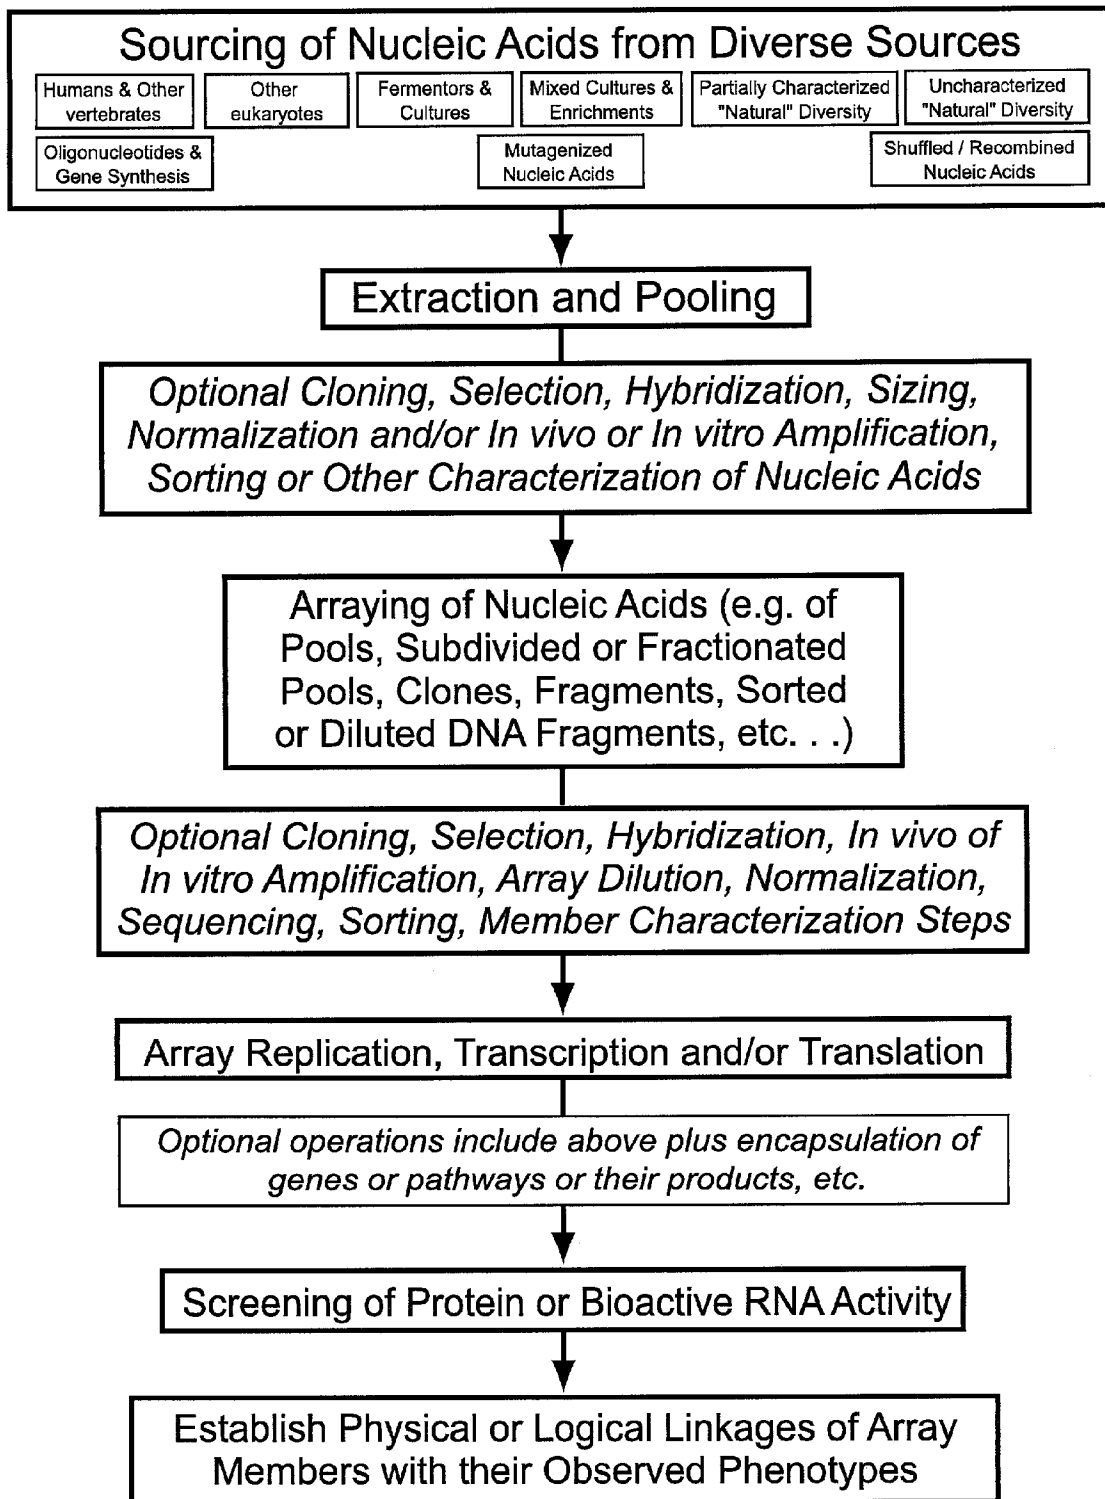 Sourcing of Nucleic Acids from Diverse Sources
Humans & Other
vertebrates
Other
eukaryotes
Fermentors &
Cultures
Mixed Cultures &
Enrichments
Partially Characterized
"Natural" Diversity
Uncharacterized
"Natural" Diversity
Oligonucleotides &
Gene Synthesis
Mutagenized
Nucleic Acids
Shuffled / Recombined
Nucleic Acids
Extraction and Pooling
Optional Cloning, Selection, Hybridization, Sizing,
Normalization and/or In vivo or In vitro Amplification,
Sorting or Other Characterization of Nucleic Acids
Arraying of Nucleic Acids (e.g. of
Pools, Subdivided or Fractionated
Pools, Clones, Fragments, Sorted
or Diluted DNA Fragments, etc. . .)
Optional Cloning, Selection, Hybridization, In vivo of
In vitro Amplification, Array Dilution, Normalization,
Sequencing, Sorting, Member Characterization Steps
Array Replication, Transcription and/or Translation
Optional operations include above plus encapsulation of
genes or pathways or their products, etc.
Screening of Protein or Bioactive RNA Activity
Establish Physical or Logical Linkages of Array
Members with their Observed Phenotypes